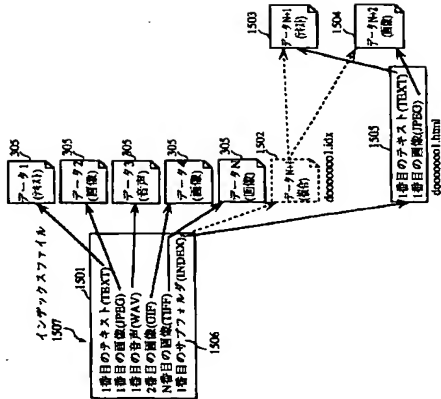 インデックスファイル
1507
1501
1番目のテキスト(TEXT)
1番目の画像(JPEG)
1番目の音声(WAV)
2番目の画像(GIF)
N番目の画像(TIFF)
1番目のサブフォルダ(INDEX)
1506
305
データ1
(テキスト)
305
データ2
(画像)
305
データ3
(音声)
305
データ4
(画像)
305
データN
(画像)
1502
データN+1
d0000001.idx
1503
データN+1
(テキスト)
1504
データN+2
(画像)
1505
1番目のテキスト(TEXT)
1番目の画像(JPEG)